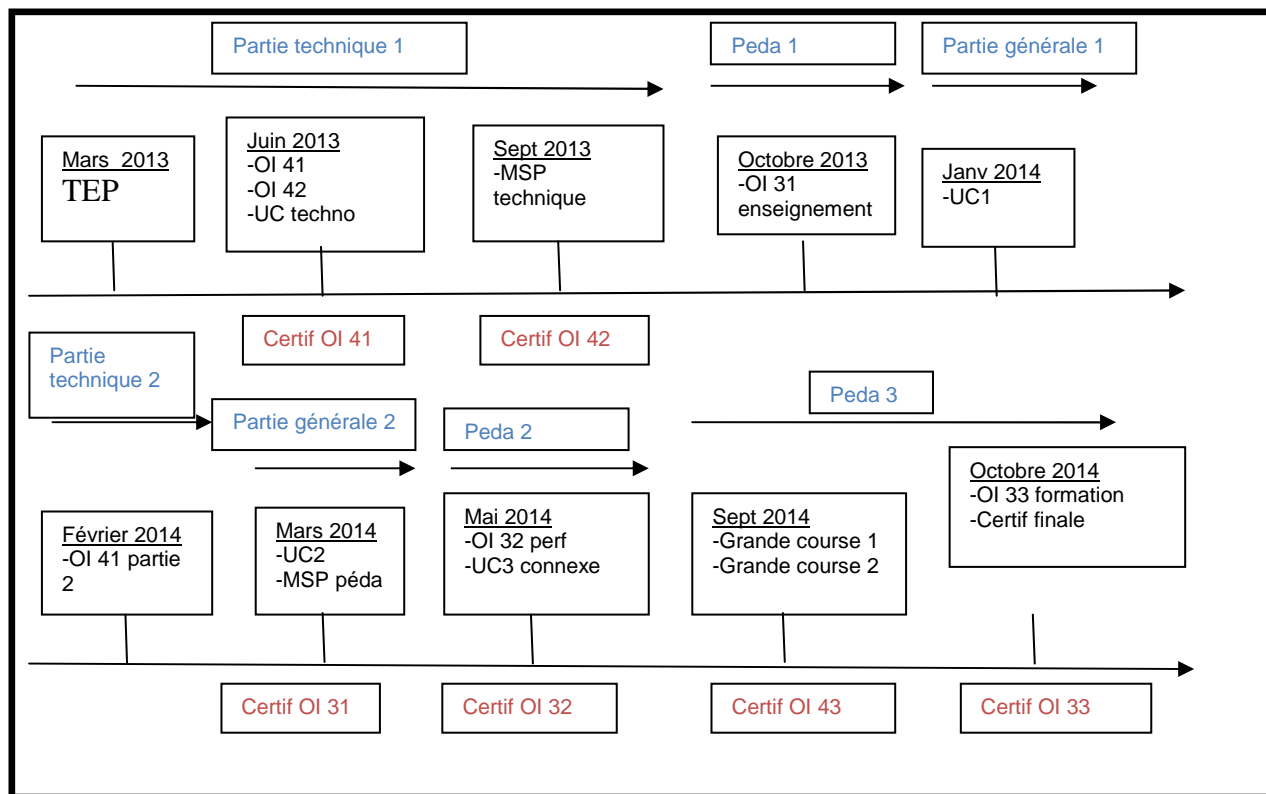 Partie technique 1
Peda 1
Partie générale 1
Mars 2013
TEP
Juin 2013
-OI 41
-OI 42
-UC techno
Sept 2013
-MSP
technique
Octobre 2013
-OI 31
enseignement
Janv 2014
-UC1
Certif OI 41
Certif OI 42
Partie
technique 2
Partie générale 2
Peda 2
Peda 3
Février 2014
-OI 41 partie
2
Mars 2014
-UC2
-MSP péda
Mai 2014
-OI 32 perf
-UC3 connexe
Sept 2014
-Grande course 1
-Grande course 2
Octobre 2014
-OI 33 formation
-Certif finale
Certif OI 31
Certif OI 32
Certif OI 43
Certif OI 33